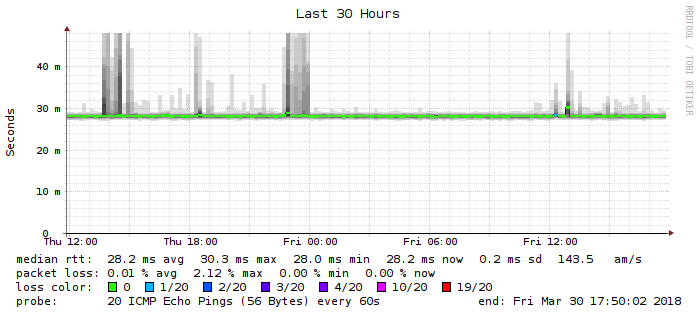 Last 30 Hours
RRDTOOL / TOBI OETIKER
Seconds
40 m
30 m
20 m
10 m
0
Thu 12:00 Thu 18:00 Fri 00:00 Fri 06:00 Fri 12:00
median rtt: 28.2 ms avg 30.3 ms max 28.0 ms min 28.2 ms now 0.2 ms sd 143.5 am/s
packet loss: 0.01 % avg 2.12 % max 0.00 % min 0.00 % now
loss color: 0 1/20 2/20 3/20 4/20 10/20 19/20
probe: 20 ICMP Echo Pings (56 Bytes) every 60s end: Fri Mar 30 17:50:02 2018